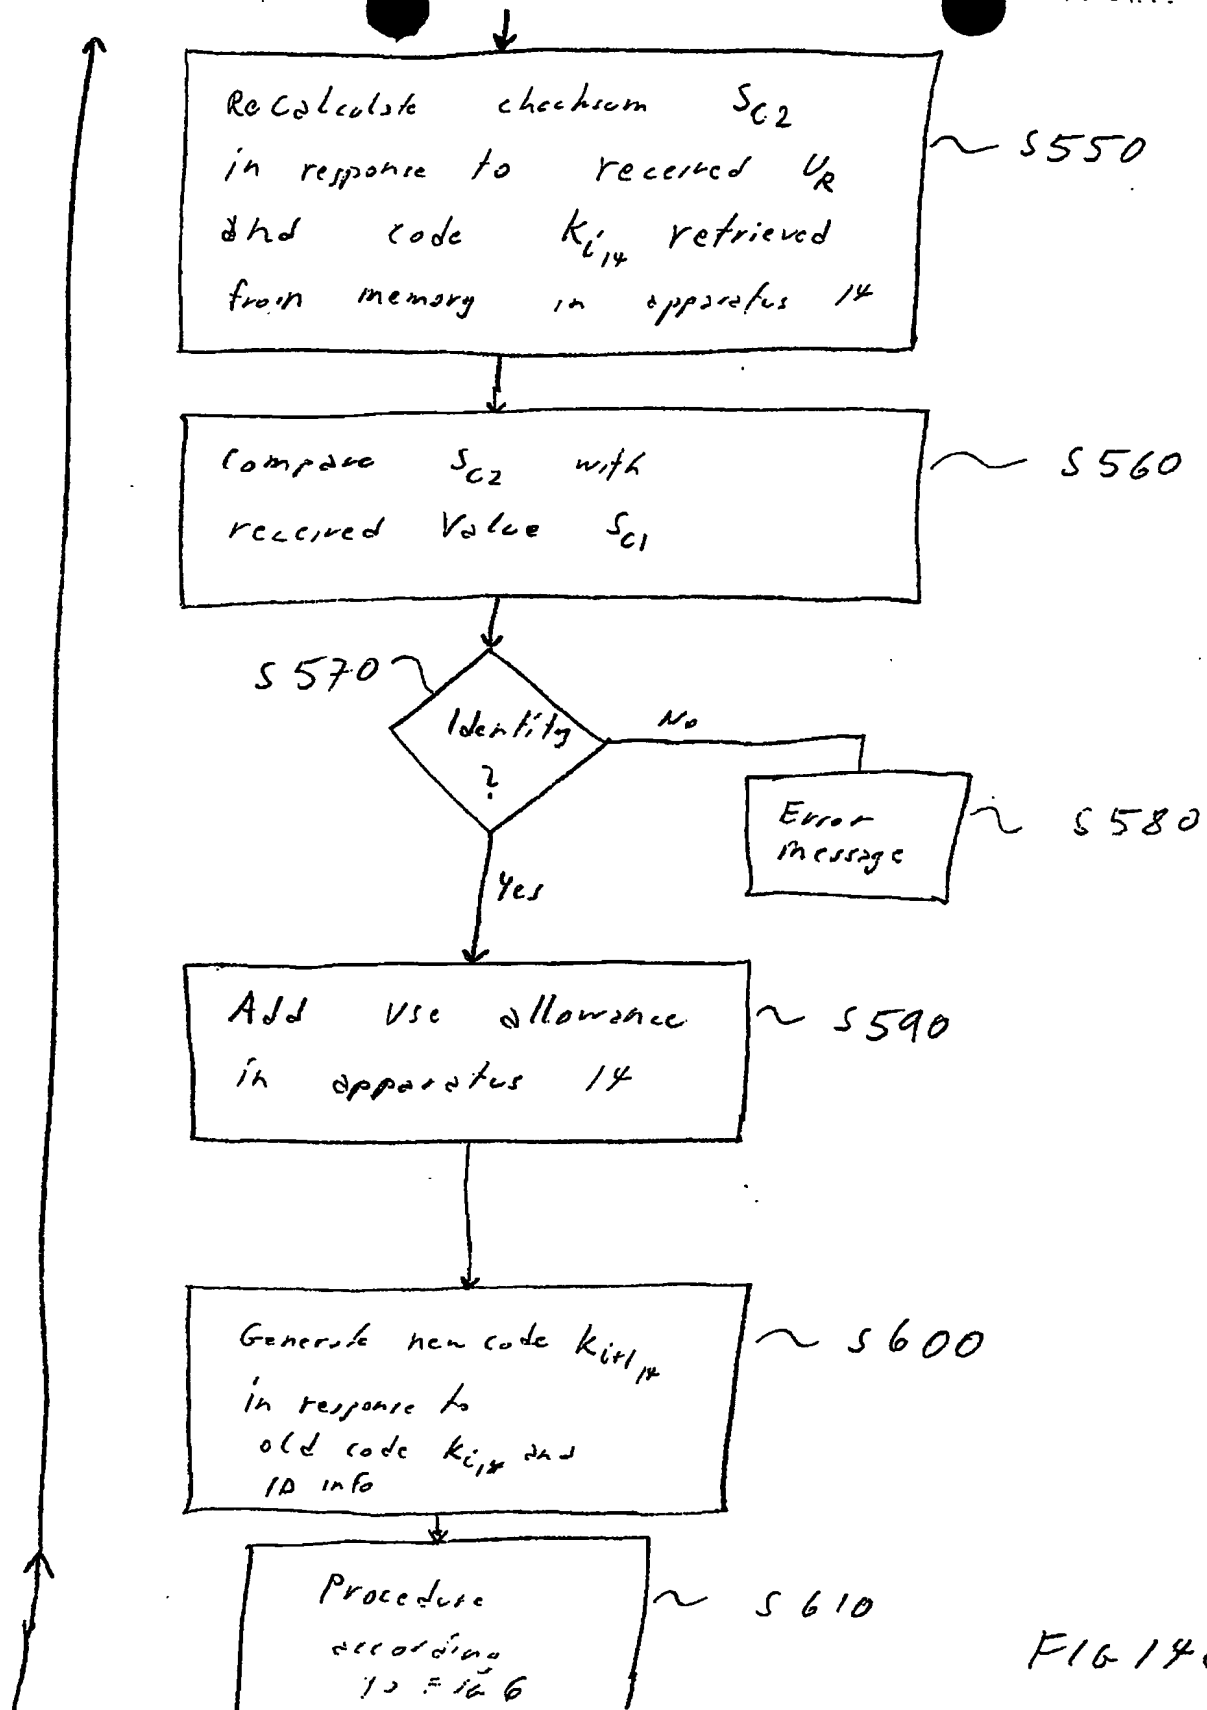 Recalculate checksum Sc2
in response to received UR
and code Ki14 retrieved
from memory in apparatus 14
S550
Compare Sc2 with
received Value Sc1
S560
S570
Identity
?
No
Error
message
S580
Yes
Add use allowance
in apparatus 14
S590
Generate new code Ki+114
in response to
old code Ki14 and
ID info
S600
Procedure
according
to FIG 6
S610
FIG 14